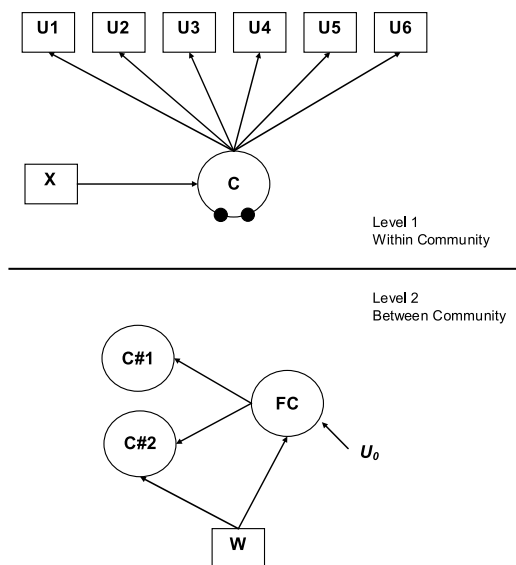 U1 U2 U3 U4 U5 U6
X
C
Level 1
Within Community
Level 2
Between Community
C#1
FC
C#2
U0
W